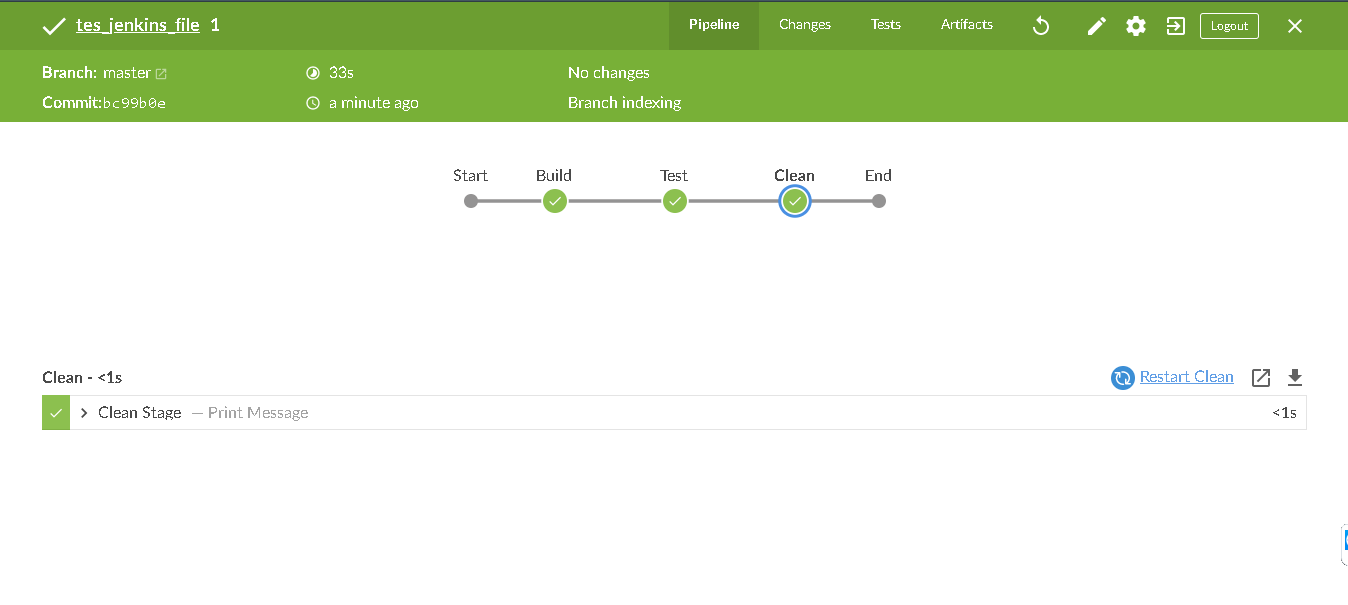 tes_jenkins_file 1 Pipeline Changes Tests Artifacts Logout
Branch: master 33s No changes
Commit:bc99b0e a minute ago Branch indexing
Start Build Test Clean End
Clean - <1s Restart Clean
Clean Stage — Print Message <1s